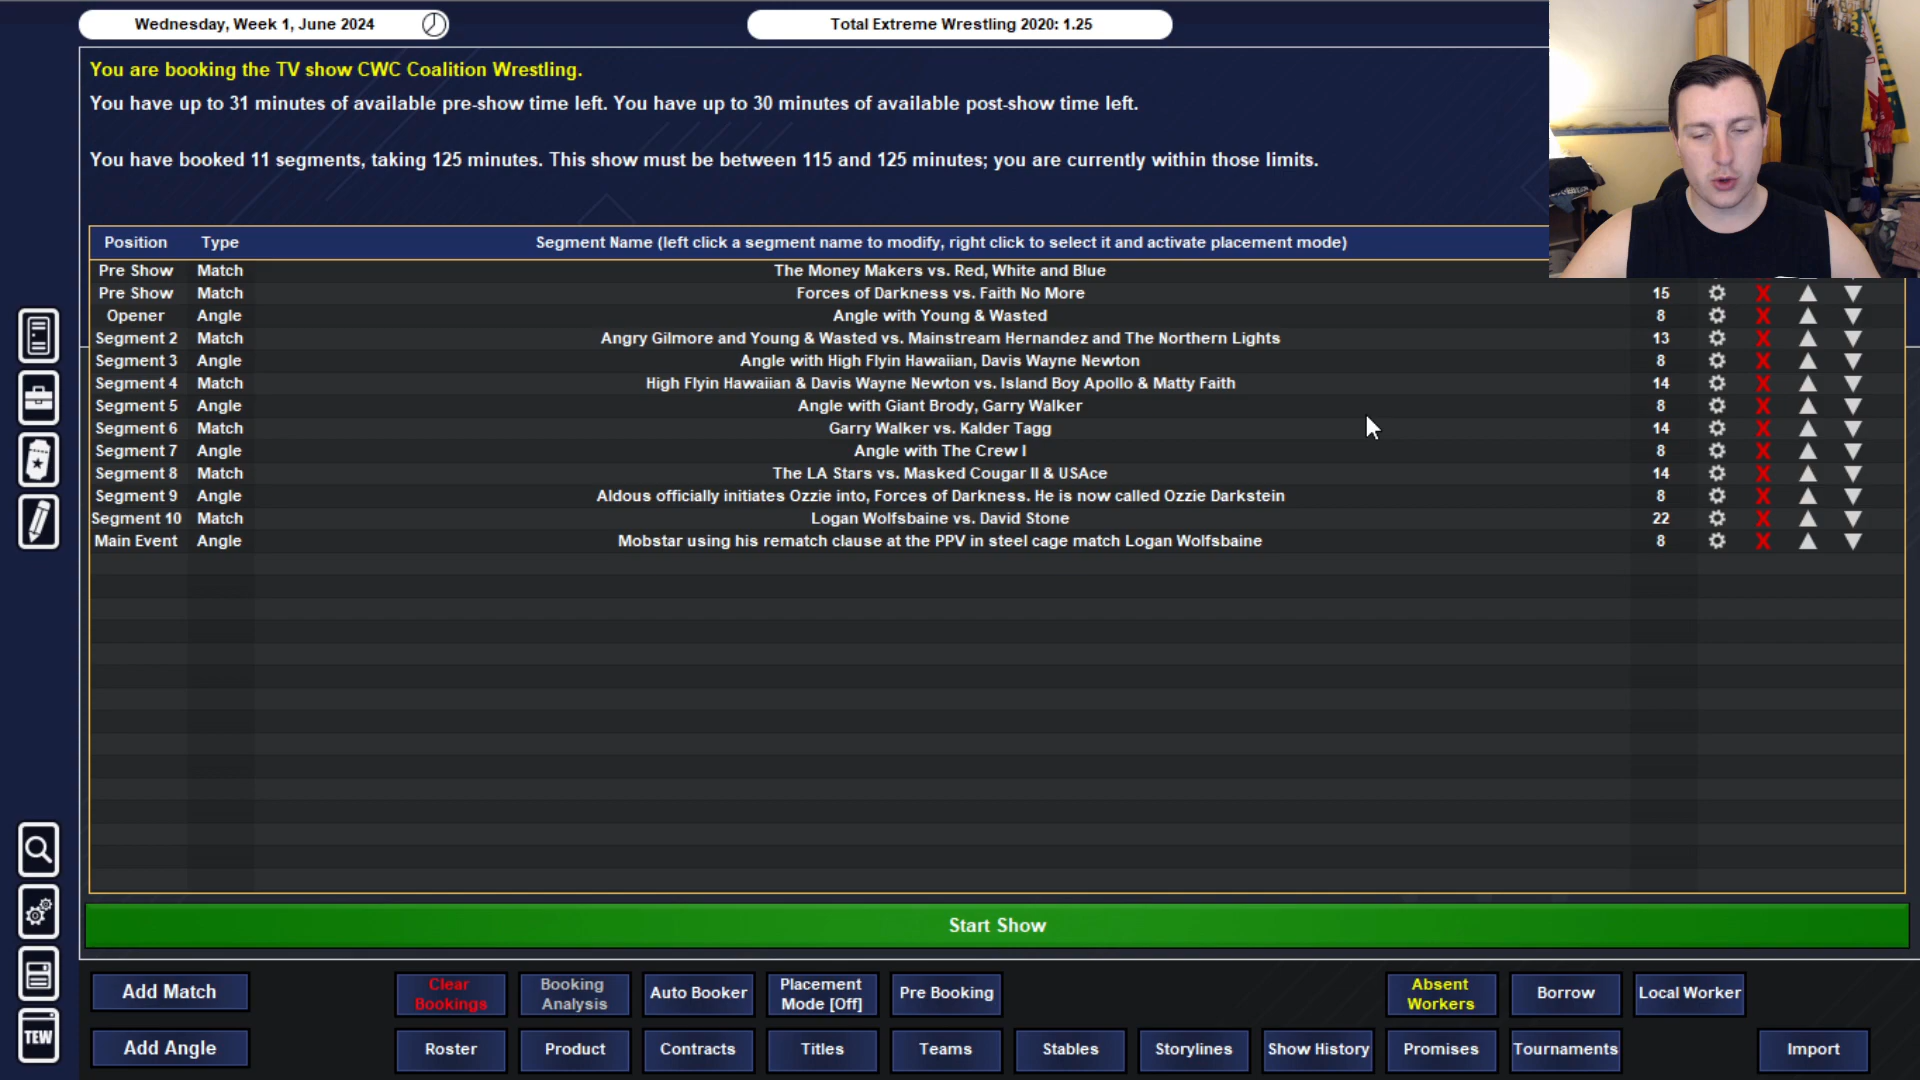 Wednesday, Week 1, June 2024
Total Extreme Wrestling 2020: 1.25
You are booking the TV show CWC Coalition Wrestling.
You have up to 31 minutes of available pre-show time left. You have up to 30 minutes of available post-show time left.
You have booked 11 segments, taking 125 minutes. This show must be between 115 and 125 minutes; you are currently within those limits.
Position Type Segment Name (left click a segment name to modify, right click to select it and activate placement mode)
Pre Show Match The Money Makers vs. Red, White and Blue
Pre Show Match Forces of Darkness vs. Faith No More 15 X
Opener Angle Angle with Young & Wasted 8 X
Segment 2 Match Angry Gilmore and Young & Wasted vs. Mainstream Hernandez and The Northern Lights 13 X
Segment 3 Angle Angle with High Flyin Hawaiian, Davis Wayne Newton 8 X
Segment 4 Match High Flyin Hawaiian & Davis Wayne Newton vs. Island Boy Apollo & Matty Faith 14 X
Segment 5 Angle Angle with Giant Brody, Garry Walker 8 X
Segment 6 Match Garry Walker vs. Kalder Tagg 14 X
Segment 7 Angle Angle with The Crew I 8 X
Segment 8 Match The LA Stars vs. Masked Cougar II & USAce 14 X
Segment 9 Angle Aldous officially initiates Ozzie into, Forces of Darkness. He is now called Ozzie Darkstein 8 X
Segment 10 Match Logan Wolfsbaine vs. David Stone 22 X
Main Event Angle Mobstar using his rematch clause at the PPV in steel cage match Logan Wolfsbaine 8 X
Start Show
Add Match
Clear Bookings
Booking Analysis
Auto Booker
Placement Mode [Off]
Pre Booking
Absent Workers
Borrow
Local Worker
TEW
Add Angle
Roster
Product
Contracts
Titles
Teams
Stables
Storylines
Show History
Promises
Tournaments
Import